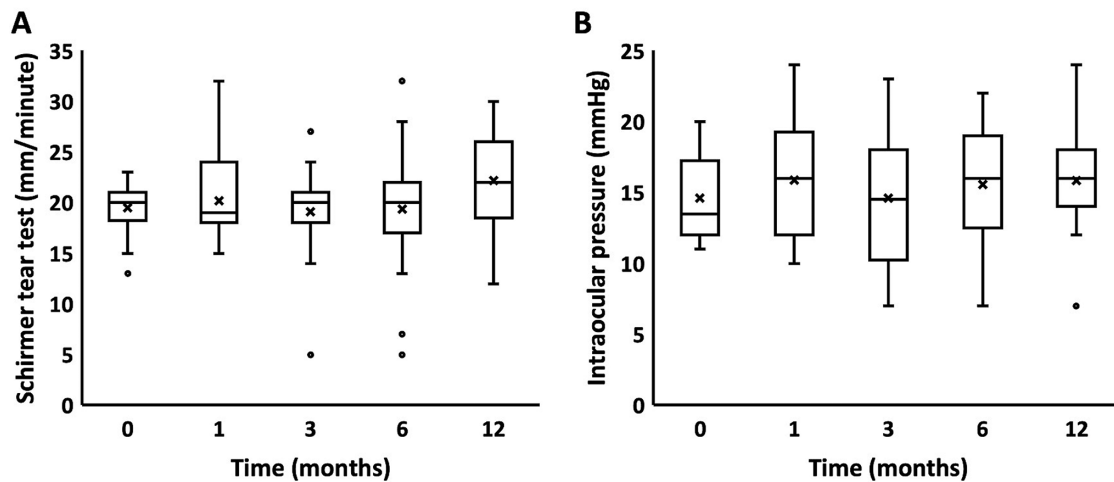 A
Schirmer tear test (mm/minute)
35
30
25
20
15
10
5
0
0 1 3 6 12
Time (months)
B
Intraocular pressure (mmHg)
25
20
15
10
5
0
0 1 3 6 12
Time (months)